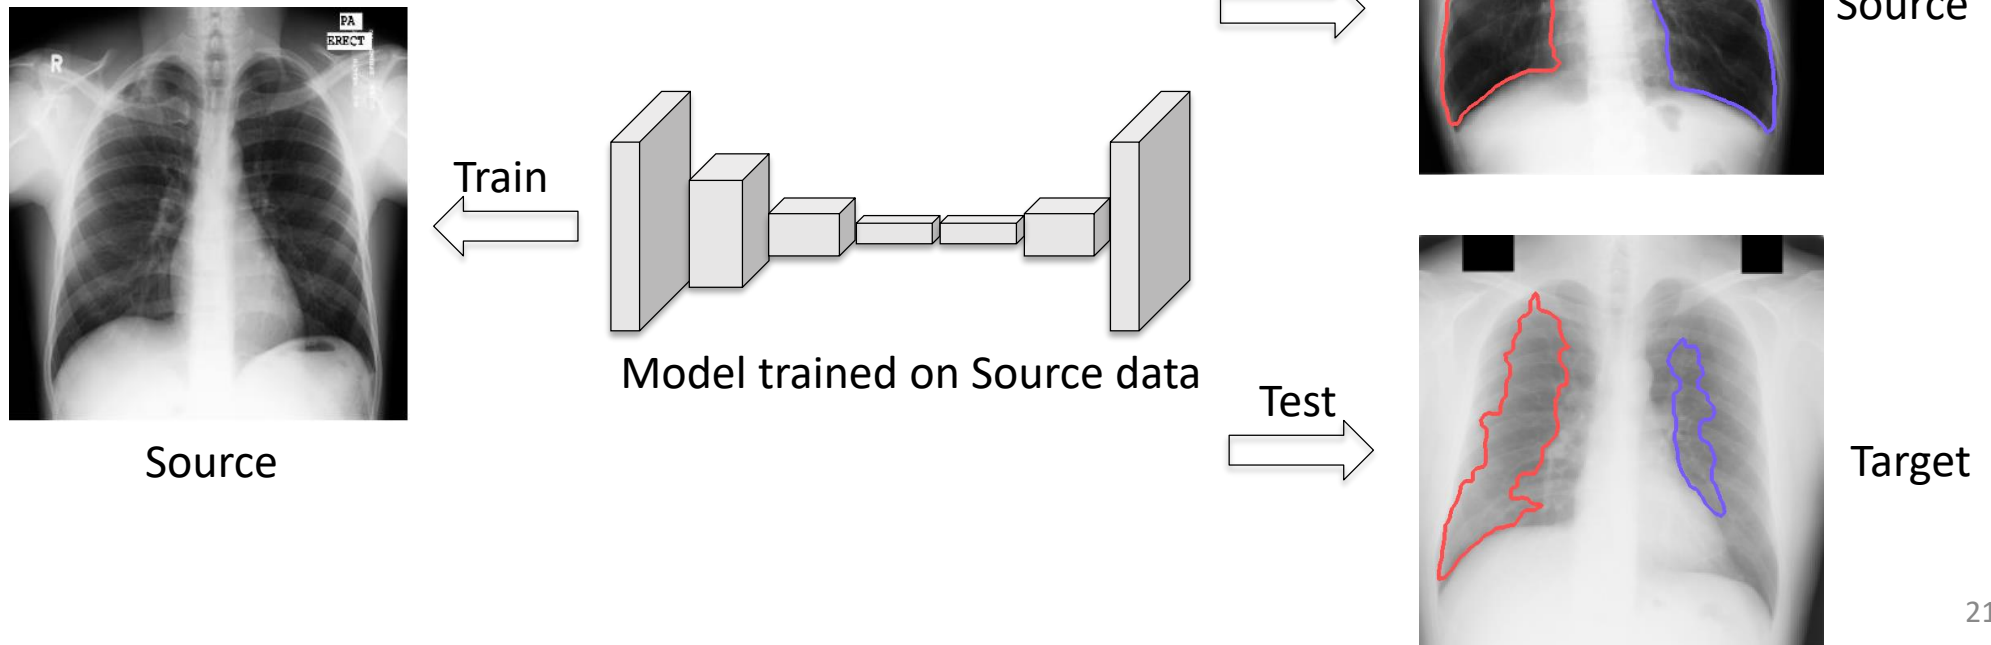 Source
PA
ERECT
R
Train
Model trained on Source data
Test
Source
Target
21